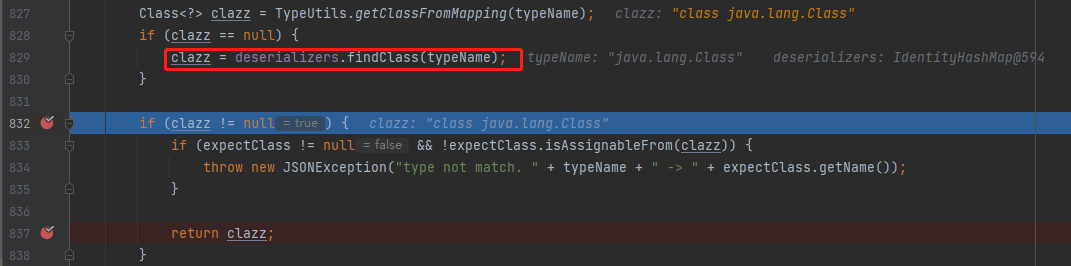 827 Class<?> clazz = TypeUtils.getClassFromMapping(typeName); clazz: "class java.lang.Class"
828 if (clazz == null) {
829 clazz = deserializers.findClass(typeName); typeName: "java.lang.Class" deserializers: IdentityHashMap@594
830 }
831
832 if (clazz != null = true ) { clazz: "class java.lang.Class"
833 if (expectClass != null = false && !expectClass.isAssignableFrom(clazz)) {
834 throw new JSONException("type not match. " + typeName + " -> " + expectClass.getName());
835 }
836
837 return clazz;
838 }